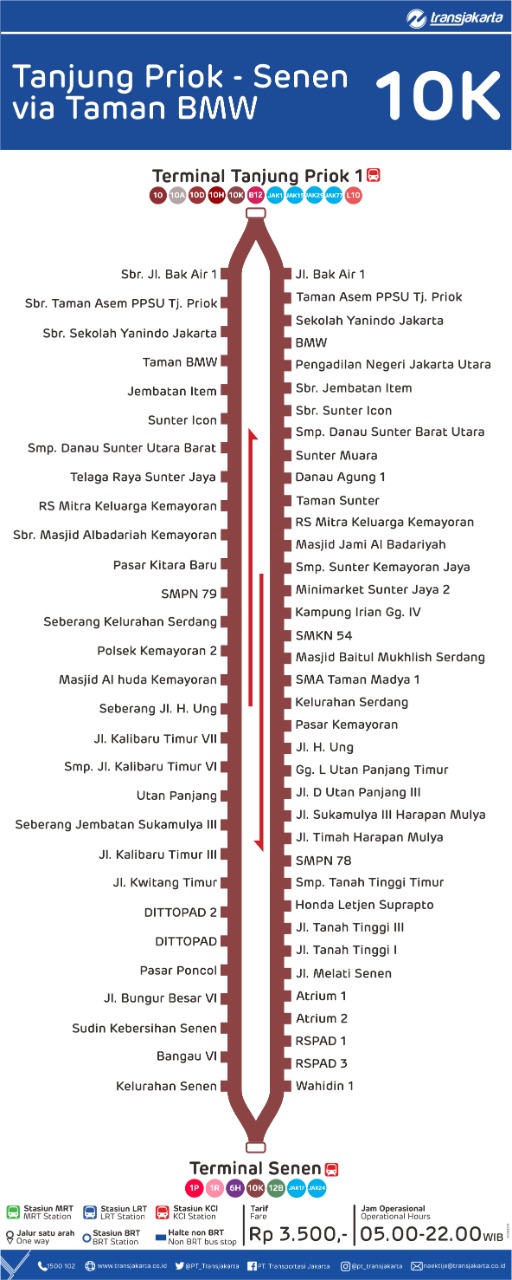 transjakarta
Tanjung Priok - Senen
via Taman BMW
10K
Terminal Tanjung Priok 1
10 10A 10D 10H 10K B12 JAK1 JAK15 JAK29 JAK77 L10
Sbr. Jl. Bak Air 1
Sbr. Taman Asem PPSU Tj. Priok
Sbr. Sekolah Yanindo Jakarta
Taman BMW
Jembatan Item
Sunter Icon
Smp. Danau Sunter Utara Barat
Telaga Raya Sunter Jaya
RS Mitra Keluarga Kemayoran
Sbr. Masjid Albadariah Kemayoran
Pasar Kitara Baru
SMPN 79
Seberang Kelurahan Serdang
Polsek Kemayoran 2
Masjid Al huda Kemayoran
Seberang Jl. H. Ung
Jl. Kalibaru Timur VII
Smp. Jl. Kalibaru Timur VI
Utan Panjang
Seberang Jembatan Sukamulya III
Jl. Kalibaru Timur III
Jl. Kwitang Timur
DITTOPAD 2
DITTOPAD
Pasar Poncol
Jl. Bungur Besar VI
Sudin Kebersihan Senen
Bangau VI
Kelurahan Senen
Jl. Bak Air 1
Taman Asem PPSU Tj. Priok
Sekolah Yanindo Jakarta
BMW
Pengadilan Negeri Jakarta Utara
Sbr. Jembatan Item
Sbr. Sunter Icon
Smp. Danau Sunter Barat Utara
Sunter Muara
Danau Agung 1
Taman Sunter
RS Mitra Keluarga Kemayoran
Masjid Jami Al Badariyah
Smp. Sunter Kemayoran Jaya
Minimarket Sunter Jaya 2
Kampung Irian Gg. IV
SMKN 54
Masjid Baitul Mukhlish Serdang
SMA Taman Madya 1
Kelurahan Serdang
Pasar Kemayoran
Jl. H. Ung
Gg. L Utan Panjang Timur
Jl. D Utan Panjang III
Jl. Sukamulya III Harapan Mulya
Jl. Timah Harapan Mulya
SMPN 78
Smp. Tanah Tinggi Timur
Honda Letjen Suprapto
Jl. Tanah Tinggi III
Jl. Tanah Tinggi I
Jl. Melati Senen
Atrium 1
Atrium 2
RSPAD 1
RSPAD 3
Wahidin 1
Terminal Senen
1P 1R 6H 10K 12B JAK17 JAK24
Stasiun MRT
MRT Station
Stasiun LRT
LRT Station
Stasiun KCI
KCI Station
Jalur satu arah
One way
Stasiun BRT
BRT Station
Halte non BRT
Non BRT bus stop
Tarif
Fare
Rp 3.500,-
Jam Operasional
Operational Hours
05.00-22.00 WIB
1500 102
www.transjakarta.co.id
@PT_Transjakarta
PT Transportasi Jakarta
@pt_transjakarta
naektije@transjakarta.co.id